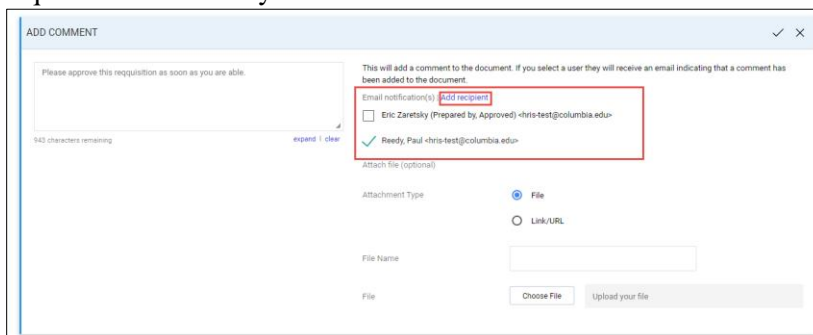 ADD COMMENT
Please approve this reqquisition as soon as you are able.
942 characters remaining
expand | clear
This will add a comment to the document. If you select a user they will receive an email indicating that a comment has
been added to the document.
Email notification(s) | Add recipient
Eric Zaretsky (Prepared by, Approved) <hris-test@columbia.edu>
Reedy, Paul <hris-test@columbia.edu>
Attach file (optional)
Attachment Type
File
Link/URL
File Name
File
Choose File
Upload your file